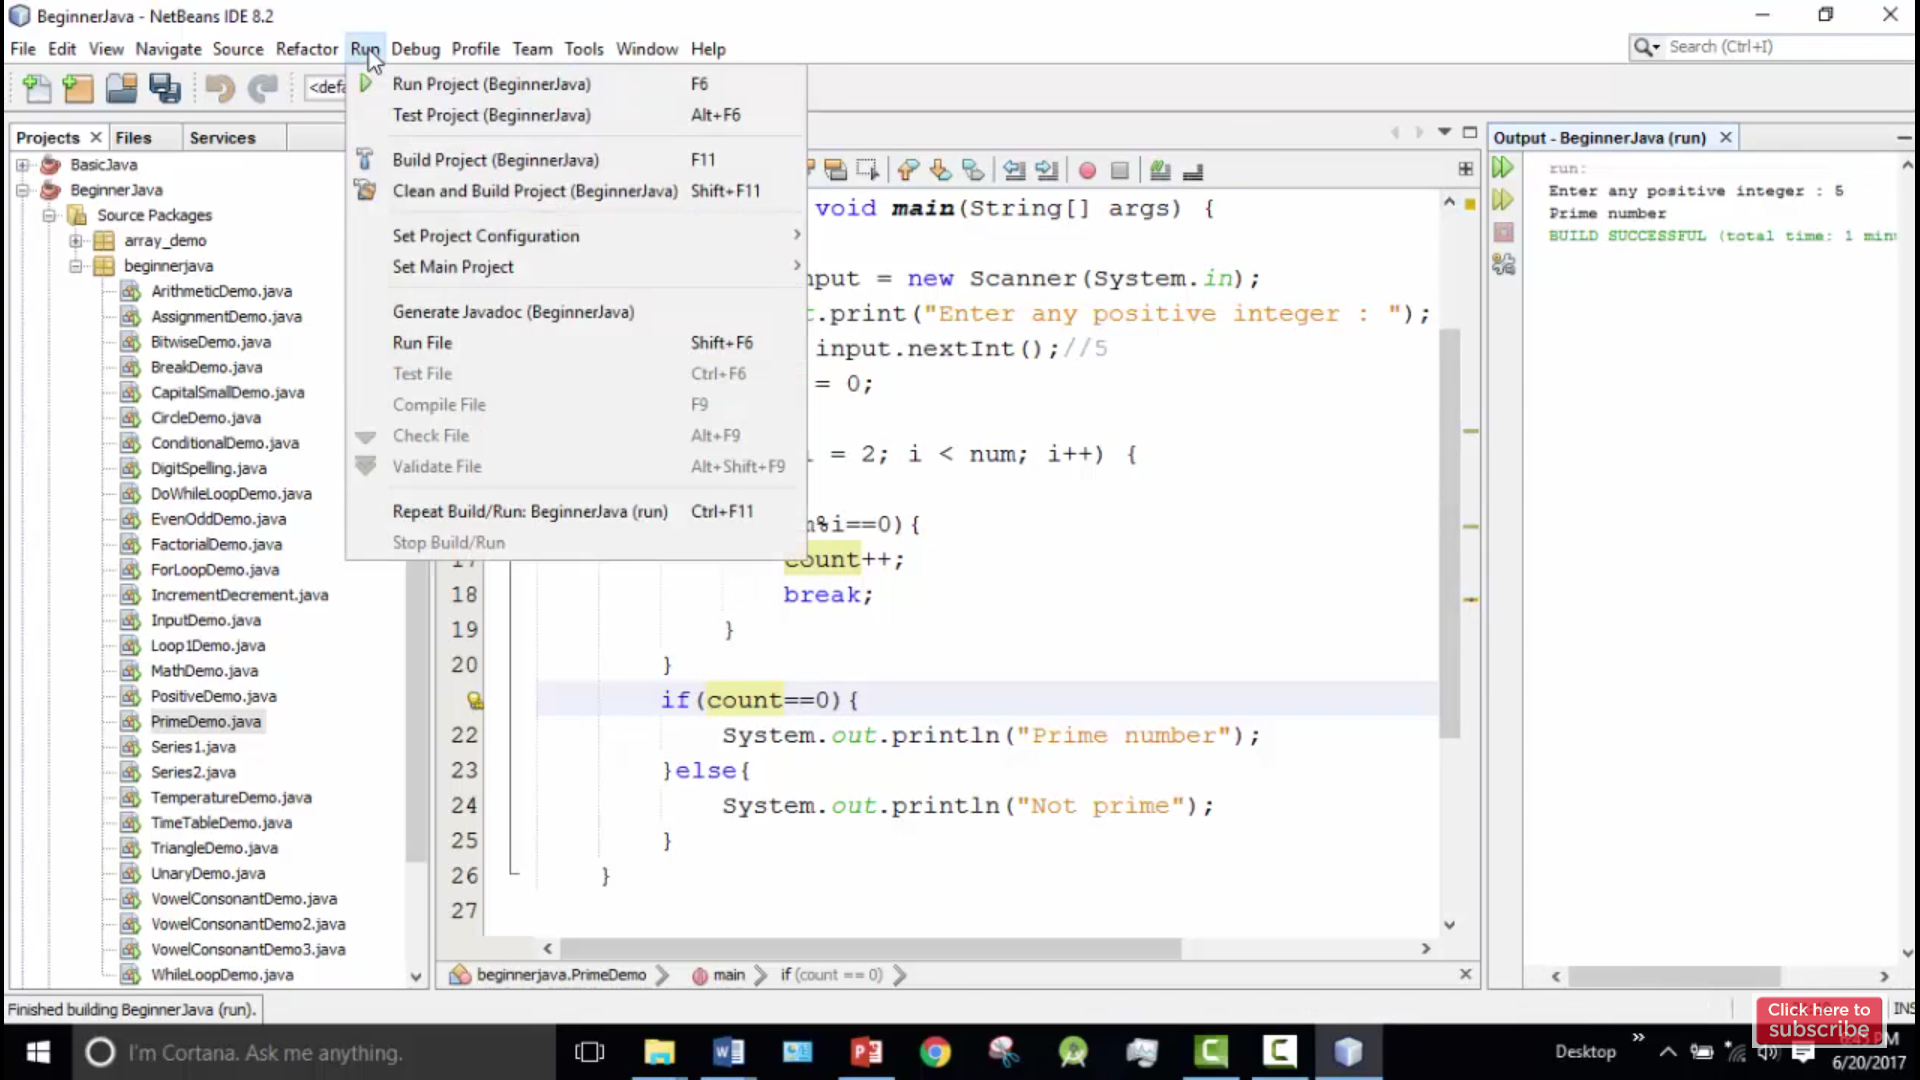 BeginnerJava - NetBeans IDE 8.2
File Edit View Navigate Source Refactor Run Debug Profile Team Tools Window Help
Search (Ctrl+I)
<defa
Run Project (BeginnerJava) F6
Test Project (BeginnerJava) Alt+F6
Build Project (BeginnerJava) F11
Clean and Build Project (BeginnerJava) Shift+F11
Set Project Configuration
Set Main Project
Generate Javadoc (BeginnerJava)
Run File Shift+F6
Test File Ctrl+F6
Compile File F9
Check File Alt+F9
Validate File Alt+Shift+F9
Repeat Build/Run: BeginnerJava (run) Ctrl+F11
Stop Build/Run
Projects Files Services
BasicJava
BeginnerJava
Source Packages
array_demo
beginnerjava
ArithmeticDemo.java
AssignmentDemo.java
BitwiseDemo.java
BreakDemo.java
CapitalSmallDemo.java
CircleDemo.java
ConditionalDemo.java
DigitSpelling.java
DoWhileLoopDemo.java
EvenOddDemo.java
FactorialDemo.java
ForLoopDemo.java
IncrementDecrement.java
InputDemo.java
Loop1Demo.java
MathDemo.java
PositiveDemo.java
PrimeDemo.java
Series1.java
Series2.java
TemperatureDemo.java
TimeTableDemo.java
TriangleDemo.java
UnaryDemo.java
VowelConsonantDemo.java
VowelConsonantDemo2.java
VowelConsonantDemo3.java
WhileLoopDemo.java
void main(String[] args) {
nput = new Scanner(System.in);
t.print("Enter any positive integer : ");
input.nextInt();//5
= 0;
i = 2; i < num; i++) {
m%i==0){
17 count++;
18 break;
19 }
20 }
if(count==0){
22 System.out.println("Prime number");
23 }else{
24 System.out.println("Not prime");
25 }
26 }
27
beginnerjava.PrimeDemo main if (count == 0)
Output - BeginnerJava (run)
run:
Enter any positive integer : 5
Prime number
BUILD SUCCESSFUL (total time: 1 min
Finished building BeginnerJava (run).
INS
Click here to
subscribe
I'm Cortana. Ask me anything.
Desktop
PM
6/20/2017